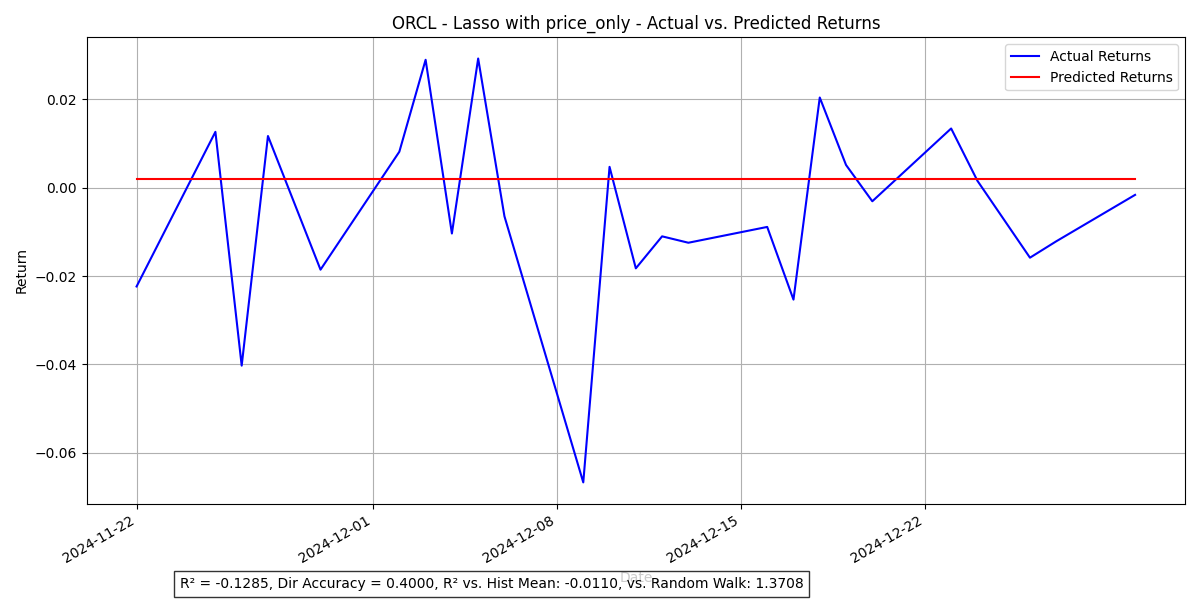 ORCL - Lasso with price_only - Actual vs. Predicted Returns
Actual Returns
Predicted Returns
0.02
0.00
−0.02
−0.04
−0.06
Return
2024-11-22
2024-12-01
2024-12-08
2024-12-15
2024-12-22
Date
R² = -0.1285, Dir Accuracy = 0.4000, R² vs. Hist Mean: -0.0110, vs. Random Walk: 1.3708